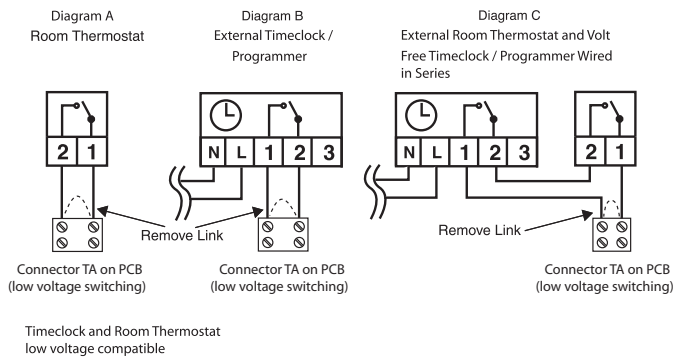 Diagram A
Room Thermostat
Diagram B
External Timeclock /
Programmer
Diagram C
External Room Thermostat and Volt
Free Timeclock / Programmer Wired
in Series
2 1
N L 1 2 3
N L 1 2 3
2 1
Remove Link
Remove Link
Connector TA on PCB
(low voltage switching)
Connector TA on PCB
(low voltage switching)
Connector TA on PCB
(low voltage switching)
Timeclock and Room Thermostat
low voltage compatible